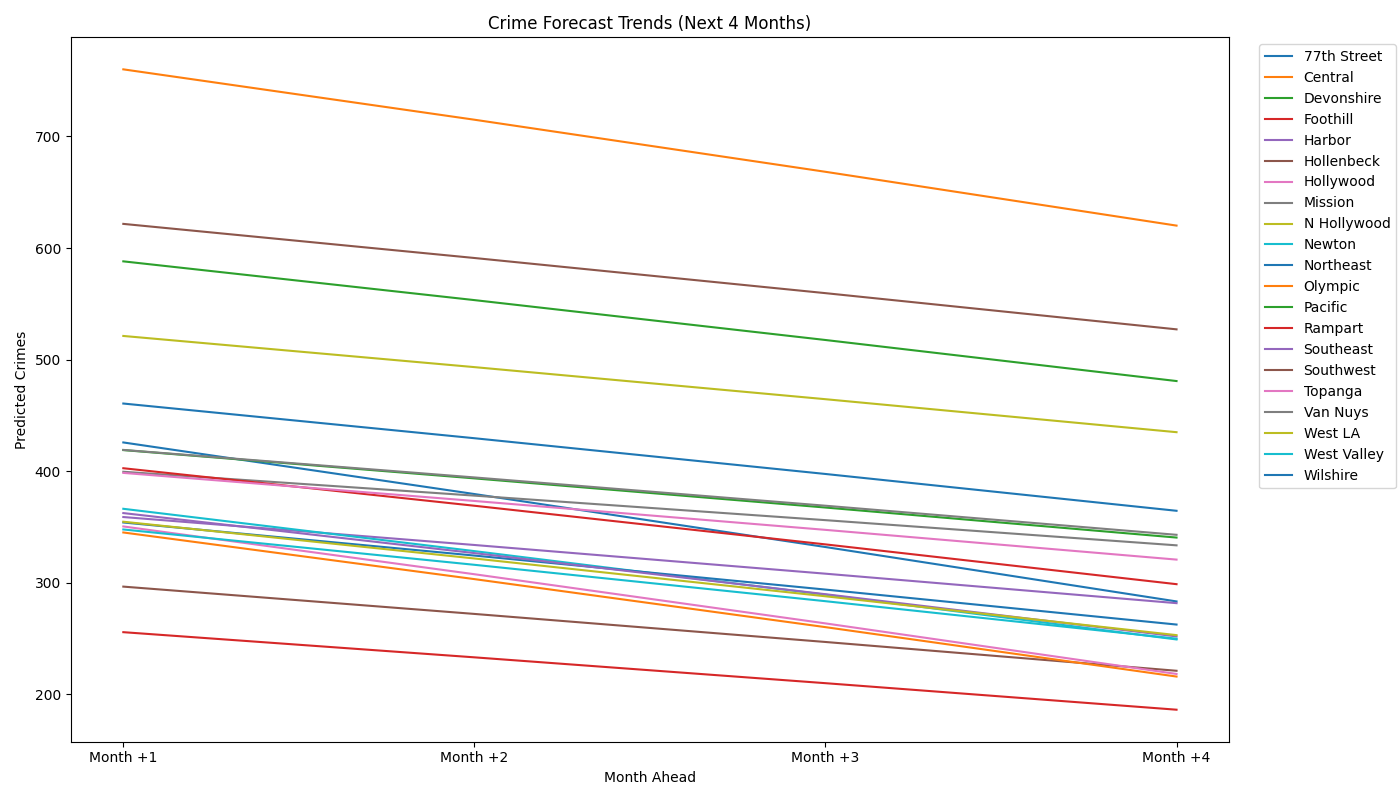 Crime Forecast Trends (Next 4 Months)
Predicted Crimes
700
600
500
400
300
200
Month +1
Month +2
Month +3
Month +4
Month Ahead
77th Street
Central
Devonshire
Foothill
Harbor
Hollenbeck
Hollywood
Mission
N Hollywood
Newton
Northeast
Olympic
Pacific
Rampart
Southeast
Southwest
Topanga
Van Nuys
West LA
West Valley
Wilshire